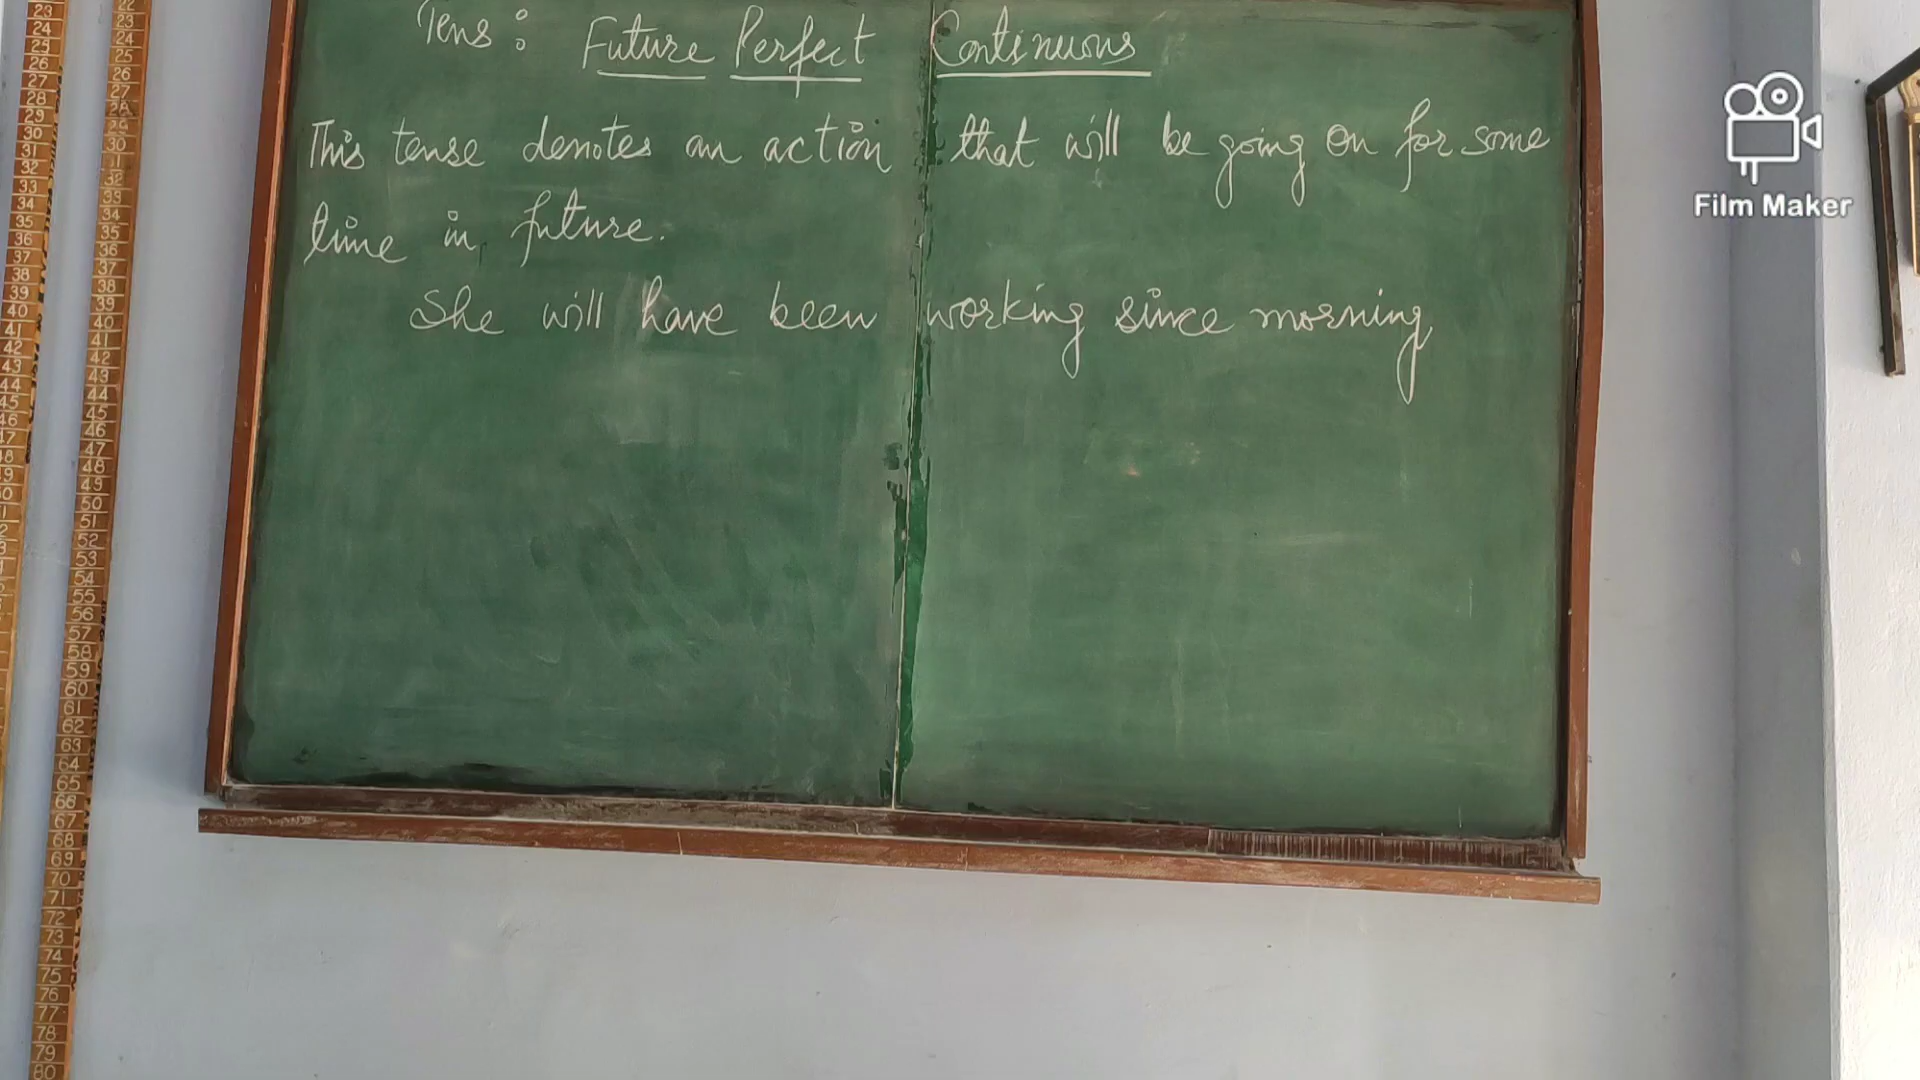 Tens: Future Perfect Continuous
This tense denotes an action that will be going on for some
time in future.
She will have been working since morning
Film Maker